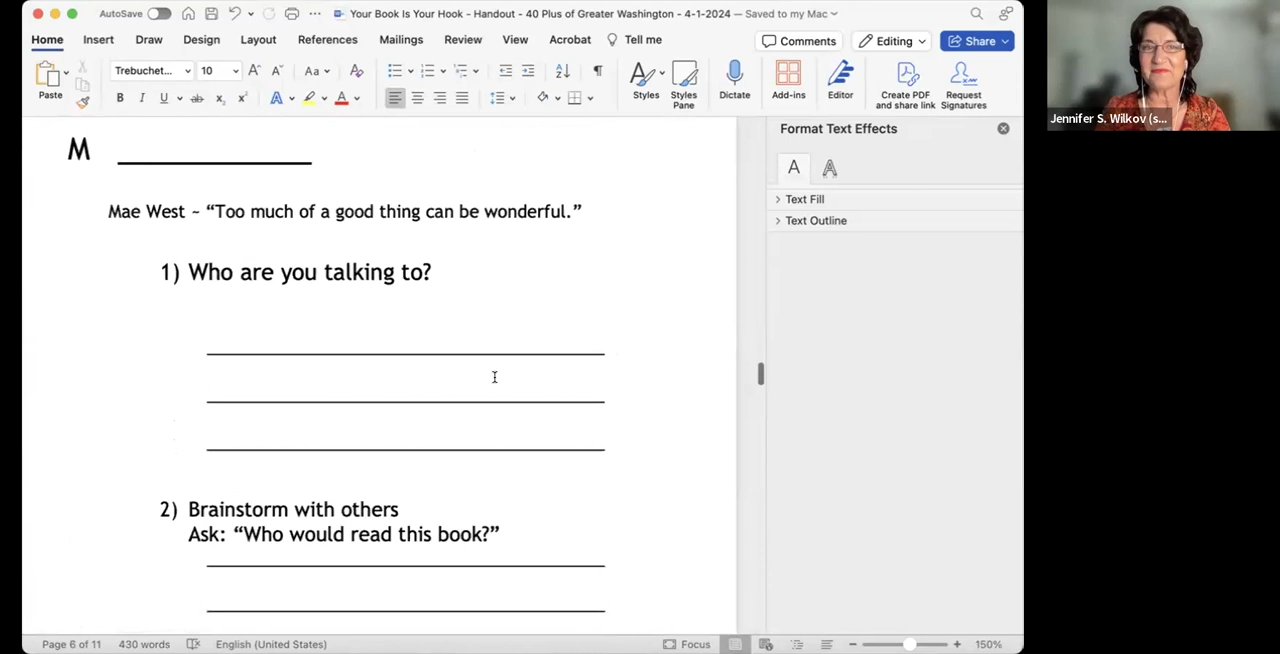 AutoSave
Your Book Is Your Hook - Handout - 40 Plus of Greater Washington - 4-1-2024 — Saved to my Mac
Home Insert Draw Design Layout References Mailings Review View Acrobat Tell me
Comments Editing Share
Paste
Trebuchet... 10
Styles
Styles Pane
Dictate
Add-ins
Editor
Create PDF and share link
Request Signatures
M
Mae West ~ “Too much of a good thing can be wonderful.”
1) Who are you talking to?
2) Brainstorm with others
Ask: “Who would read this book?”
Format Text Effects
Text Fill
Text Outline
Page 6 of 11 430 words English (United States) Focus 150%
Jennifer S. Wilkov (s...